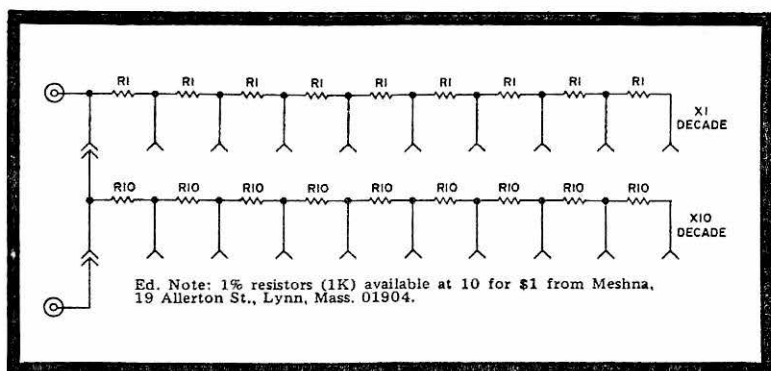 R1 R1 R1 R1 R1 R1 R1 R1 R1
X1
DECADE
R10 R10 R10 R10 R10 R10 R10 R10 R10
X10
DECADE
Ed. Note: 1% resistors (1K) available at 10 for $1 from Meshna,
19 Allerton St., Lynn, Mass. 01904.